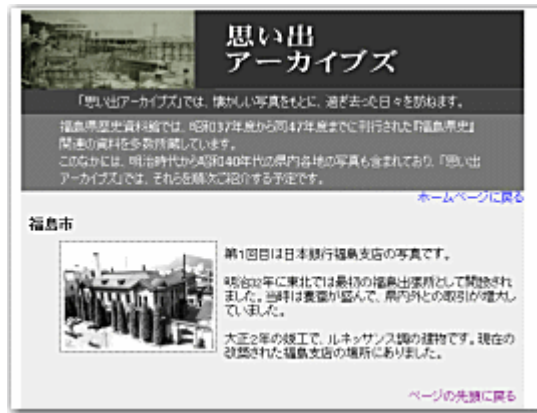 思い出
アーカイブズ
「思い出アーカイブズ」では、懐かしい写真をもとに、過ぎ去った日々を訪ねます。
福島県歴史資料館では、昭和37年度から同47年度までに刊行された『福島県史』
関連の資料を多数所蔵しています。
このなかには、明治時代から昭和40年代の県内各地の写真も含まれており、「思い出
アーカイブズ」では、それらを順次ご紹介する予定です。
ホームページに戻る
福島市
第1回目は日本銀行福島支店の写真です。
明治32年に東北では最初の福島出張所として開設され
ました。当時は養蚕が盛んで、県内外との取引が増大し
ていました。
大正2年の竣工で、ルネッサンス調の建物です。現在の
改築された福島支店の場所にありました。
ページの先頭に戻る